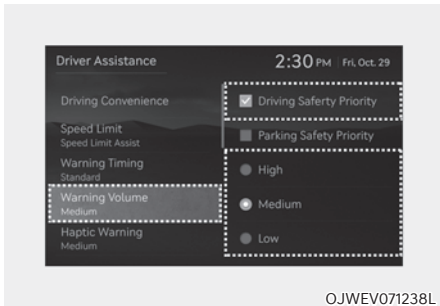 Driver Assistance
2:30 PM Fri, Oct. 29
Driving Convenience
Speed Limit
Speed Limit Assist
Warning Timing
Standard
Warning Volume
Medium
Haptic Warning
Medium
Driving Saferty Priority
Parking Safety Priority
High
Medium
Low
OJWEV071238L